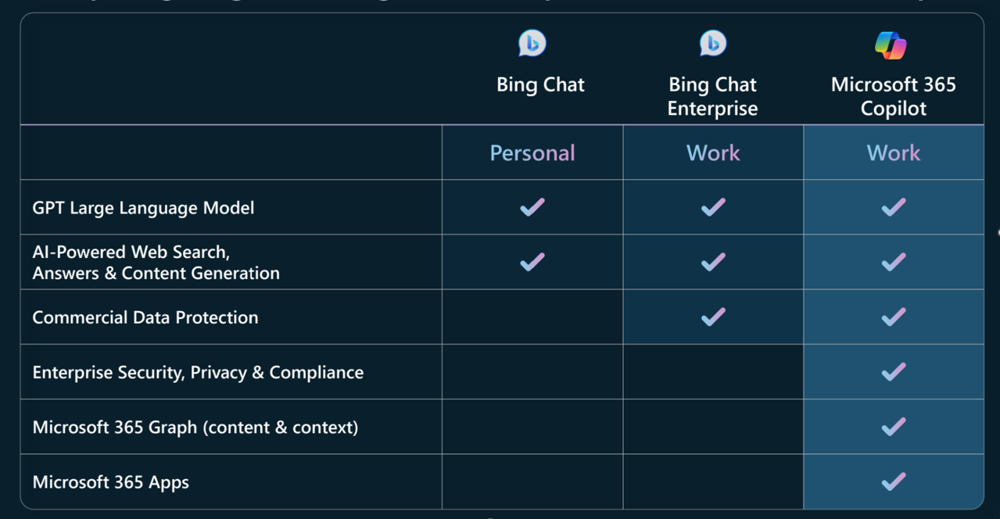 Bing Chat
Bing Chat
Enterprise
Microsoft 365
Copilot
Personal
Work
Work
GPT Large Language Model
AI-Powered Web Search,
Answers & Content Generation
Commercial Data Protection
Enterprise Security, Privacy & Compliance
Microsoft 365 Graph (content & context)
Microsoft 365 Apps